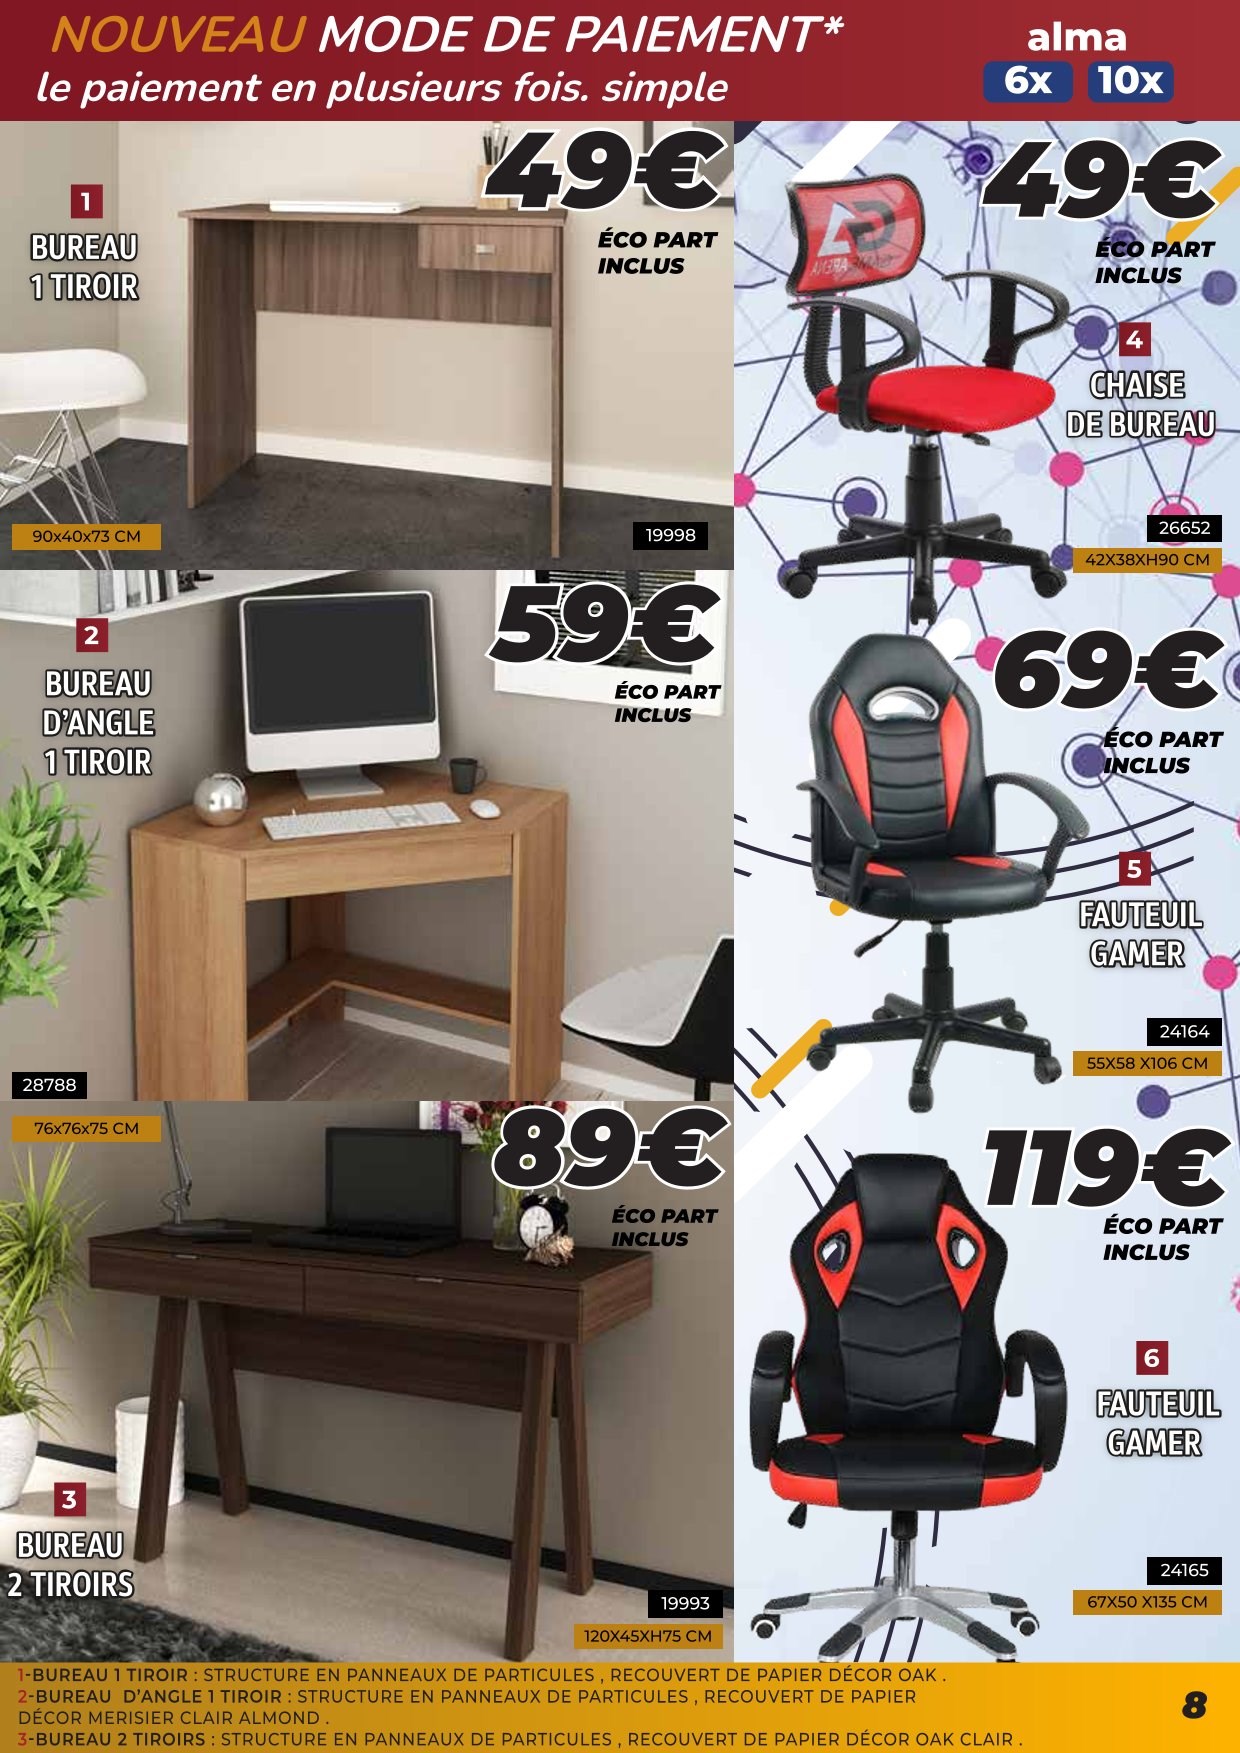 NOUVEAU MODE DE PAIEMENT*
le paiement en plusieurs fois. simple
alma
6x 10x
49€
ÉCO PART
INCLUS
1
BUREAU
1 TIROIR
90x40x73 CM
19998
59€
ÉCO PART
INCLUS
2
BUREAU
D'ANGLE
1 TIROIR
28788
76x76x75 CM
89€
ÉCO PART
INCLUS
3
BUREAU
2 TIROIRS
19993
120X45XH75 CM
49€
ÉCO PART
INCLUS
4
CHAISE
DE BUREAU
26652
42X38XH90 CM
69€
ÉCO PART
INCLUS
5
FAUTEUIL
GAMER
24164
55X58 X106 CM
119€
ÉCO PART
INCLUS
6
FAUTEUIL
GAMER
24165
67X50 X135 CM
1-BUREAU 1 TIROIR : STRUCTURE EN PANNEAUX DE PARTICULES , RECOUVERT DE PAPIER DÉCOR OAK .
2-BUREAU D'ANGLE 1 TIROIR : STRUCTURE EN PANNEAUX DE PARTICULES , RECOUVERT DE PAPIER
DÉCOR MERISIER CLAIR ALMOND .
3-BUREAU 2 TIROIRS : STRUCTURE EN PANNEAUX DE PARTICULES , RECOUVERT DE PAPIER DÉCOR OAK CLAIR .
8